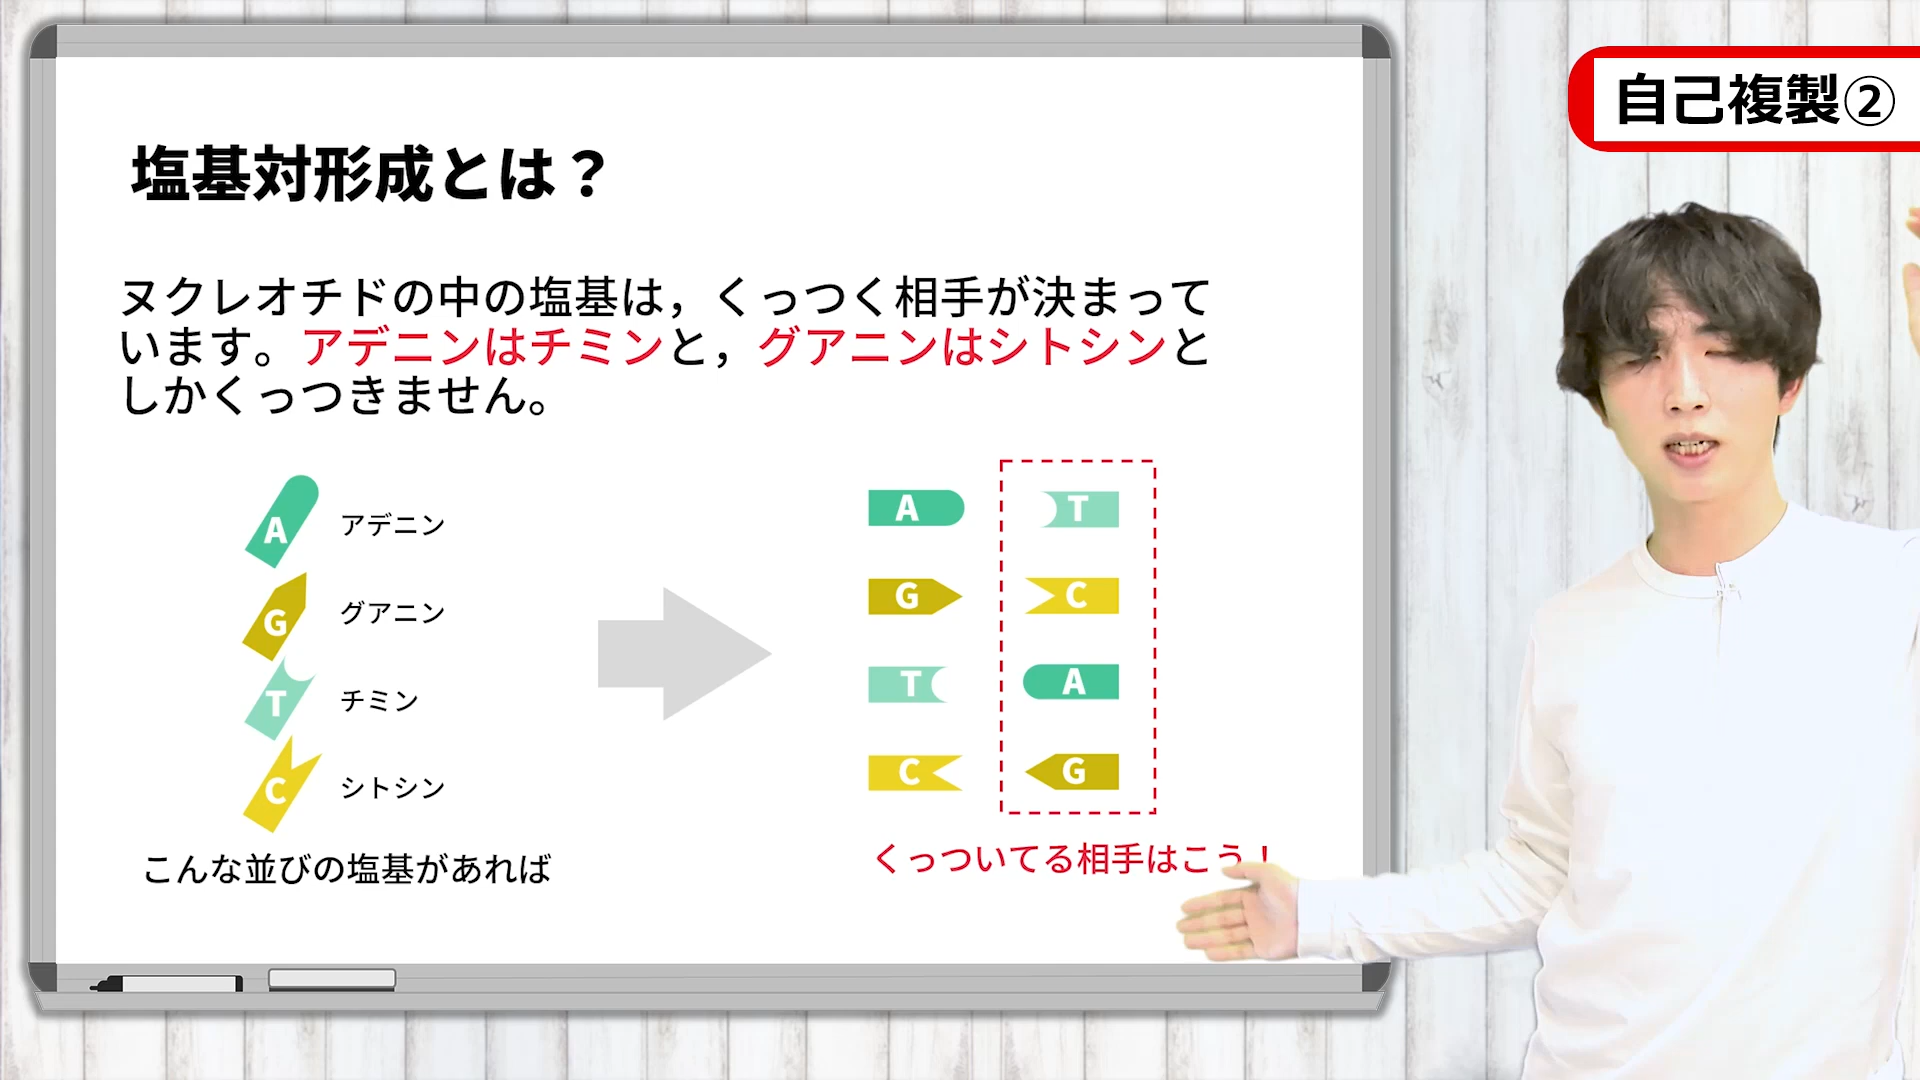 自己複製②
塩基対形成とは？
ヌクレオチドの中の塩基は，くっつく相手が決まって
います。アデニンはチミンと，グアニンはシトシンと
しかくっつきません。
A アデニン
G グアニン
T チミン
C シトシン
こんな並びの塩基があれば
A T
G C
T A
C G
くっついてる相手はこう！